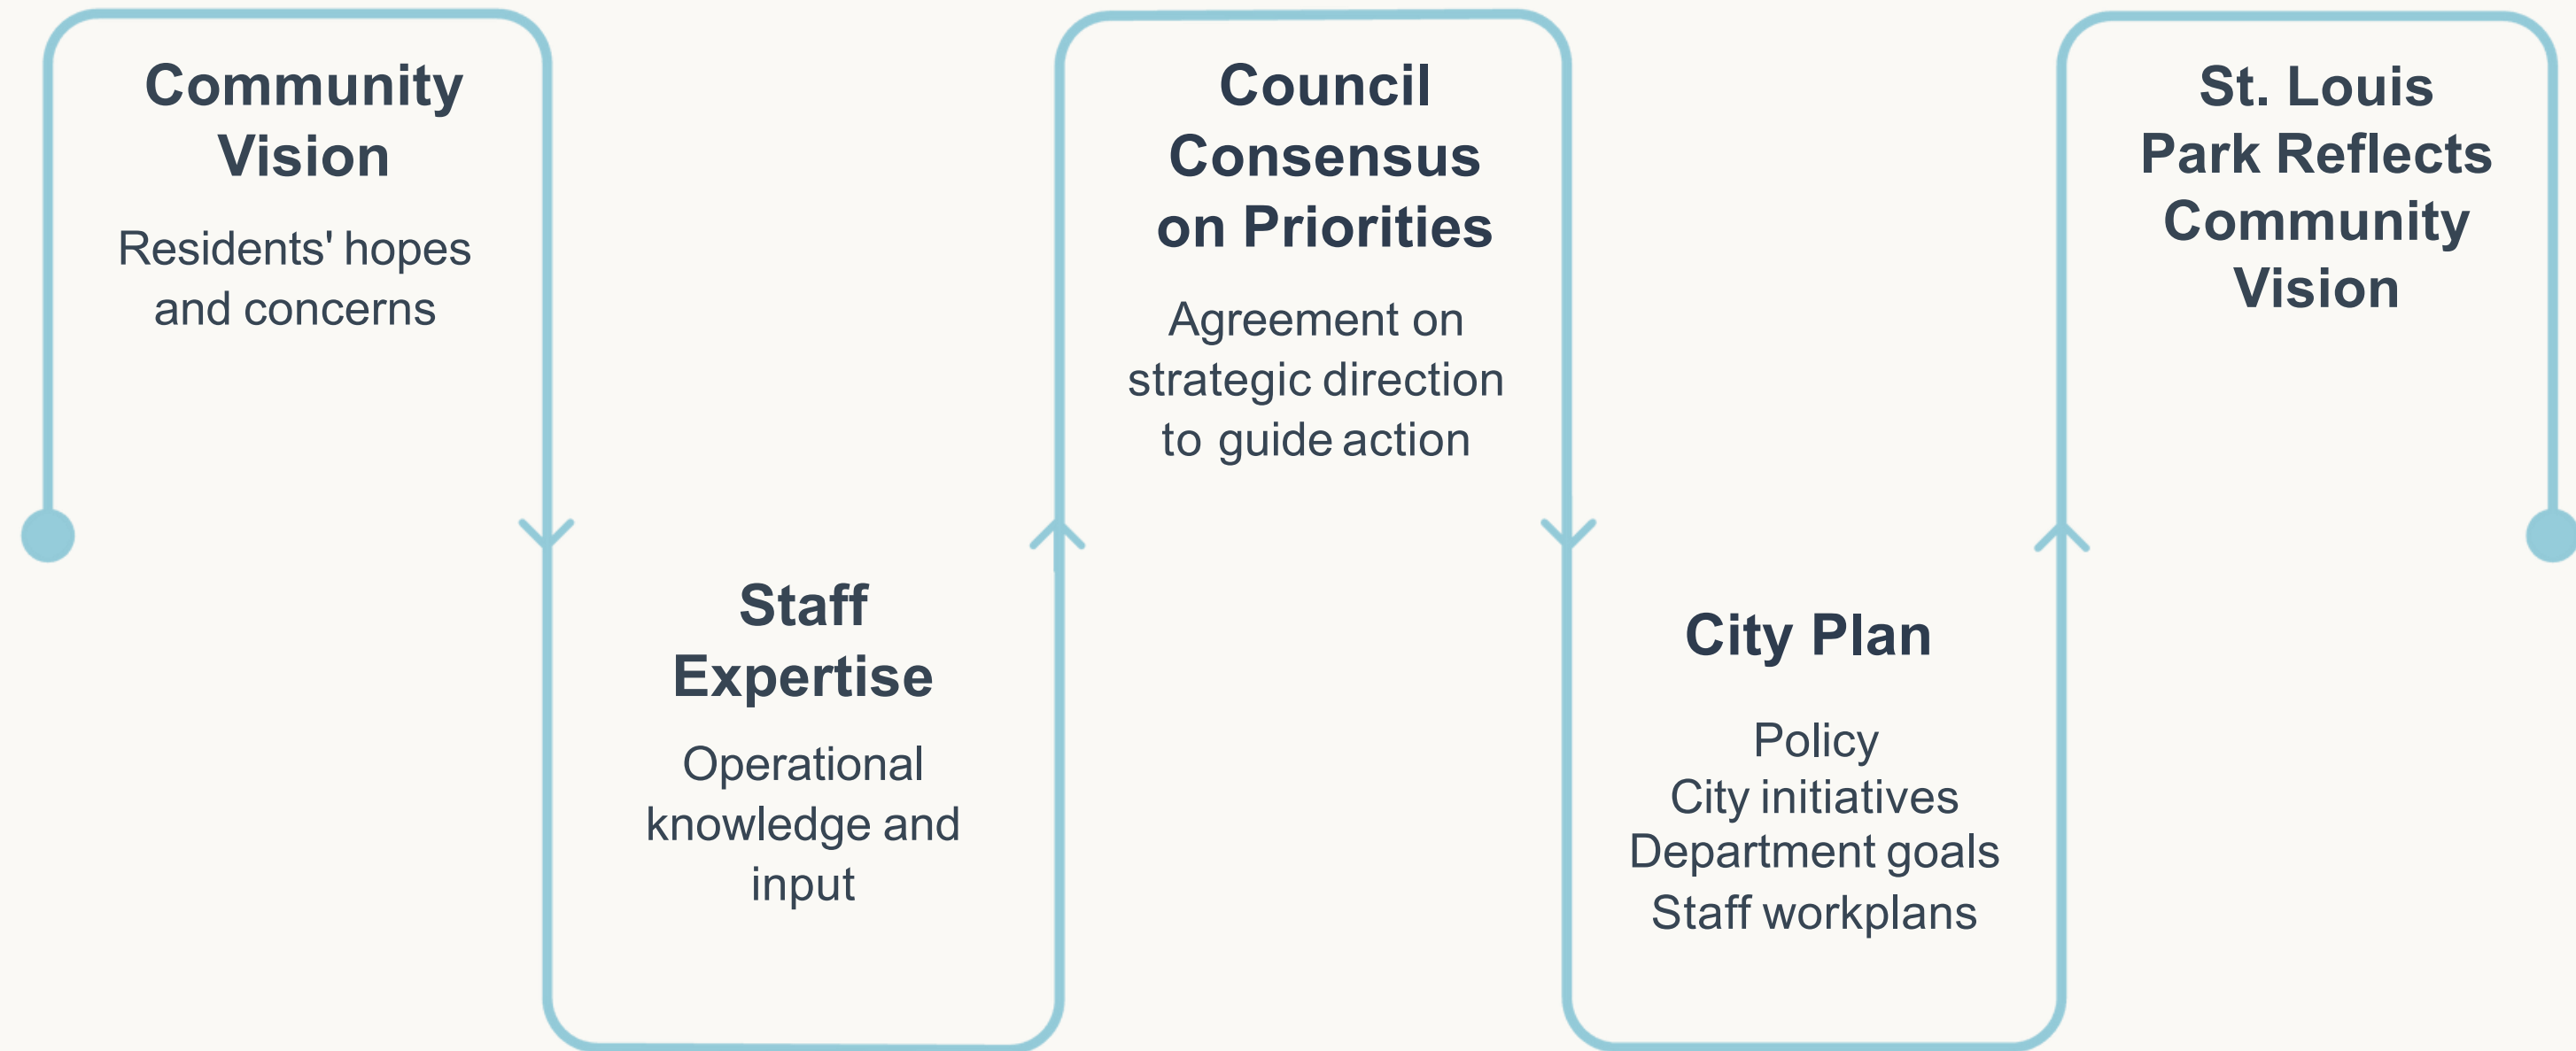 Community
Vision
Residents' hopes
and concerns
Staff
Expertise
Operational
knowledge and
input
Council
Consensus
on Priorities
Agreement on
strategic direction
to guide action
City Plan
Policy
City initiatives
Department goals
Staff workplans
St. Louis
Park Reflects
Community
Vision